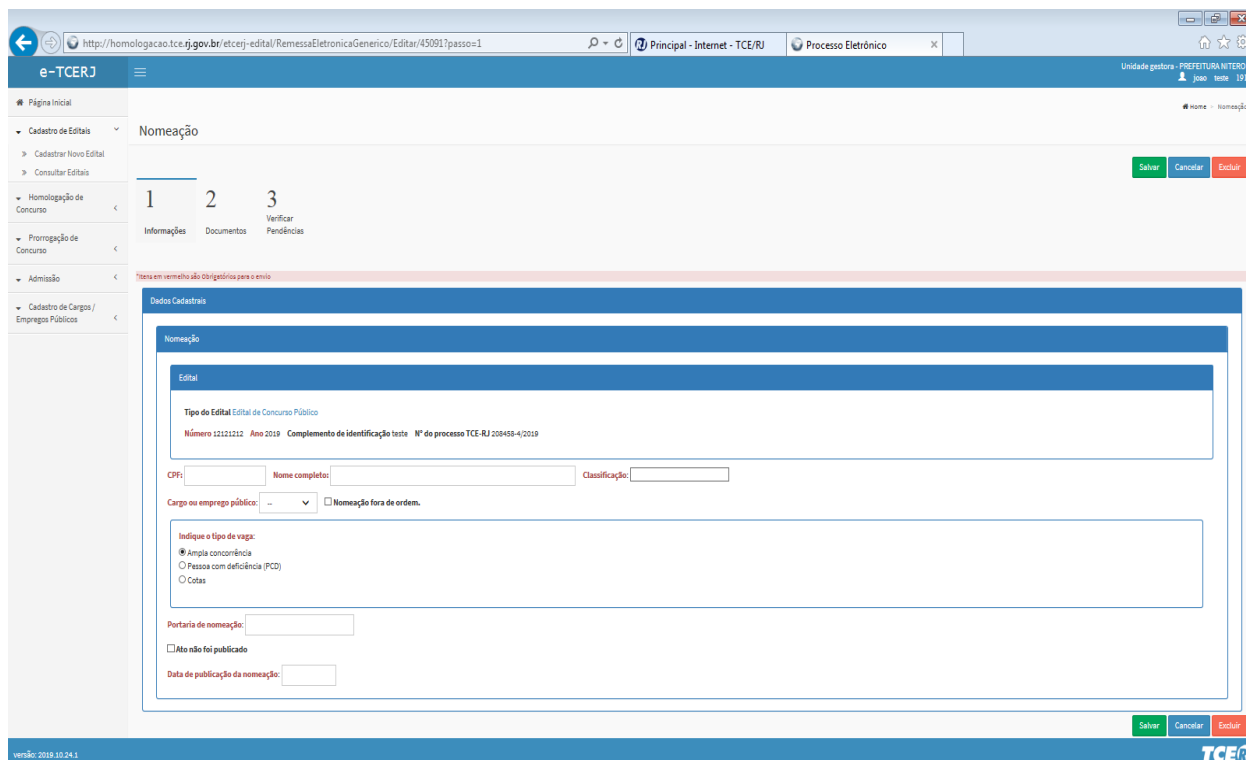 http://homologacao.tce.rj.gov.br/etcerj-edital/RemessaEletronicaGenerico/Editar/45091?passo=1
Principal - Internet - TCE/RJ
Processo Eletrônico
e-TCERJ
Unidade gestora - PREFEITURA NITERO
joao teste 191
Página Inicial
Home > Nomeação
Cadastro de Editais
Nomeação
Cadastrar Novo Edital
Consultar Editais
Salvar Cancelar Excluir
Homologação de
Concurso
1 2 3
Informações Documentos Verificar
Pendências
Prorrogação de
Concurso
Admissão
*Itens em vermelho são Obrigatórios para o envio
Cadastro de Cargos /
Empregos Públicos
Dados Cadastrais
Nomeação
Edital
Tipo do Edital Edital de Concurso Público
Número 12121212 Ano 2019 Complemento de identificação teste N° do processo TCE-RJ 208458-4/2019
CPF: Nome completo: Classificação:
Cargo ou emprego público: -- Nomeação fora de ordem.
Indique o tipo de vaga:
Ampla concorrência
Pessoa com deficiência (PCD)
Cotas
Portaria de nomeação:
Ato não foi publicado
Data de publicação da nomeação:
Salvar Cancelar Excluir
versão: 2019.10.24.1
TCER